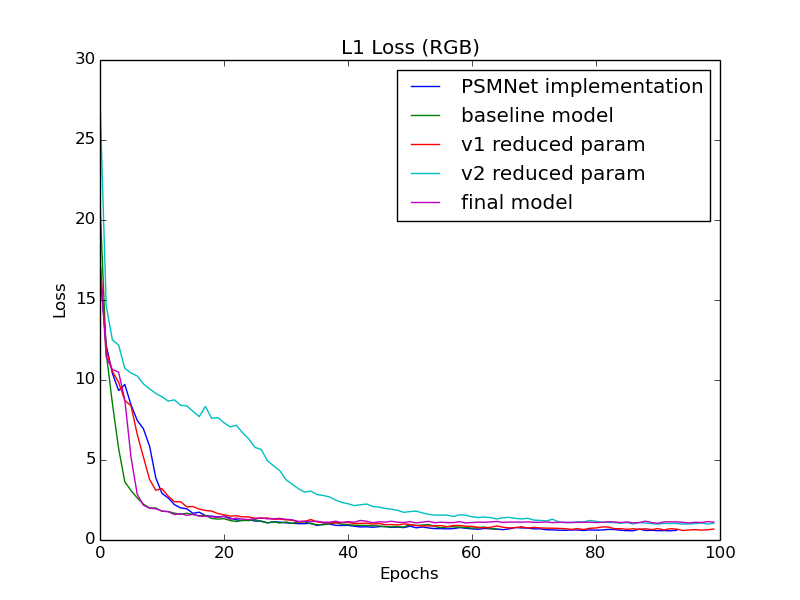 L1 Loss (RGB)
30
25
20
15
10
5
0
Loss
PSMNet implementation
baseline model
v1 reduced param
v2 reduced param
final model
0 20 40 60 80 100
Epochs